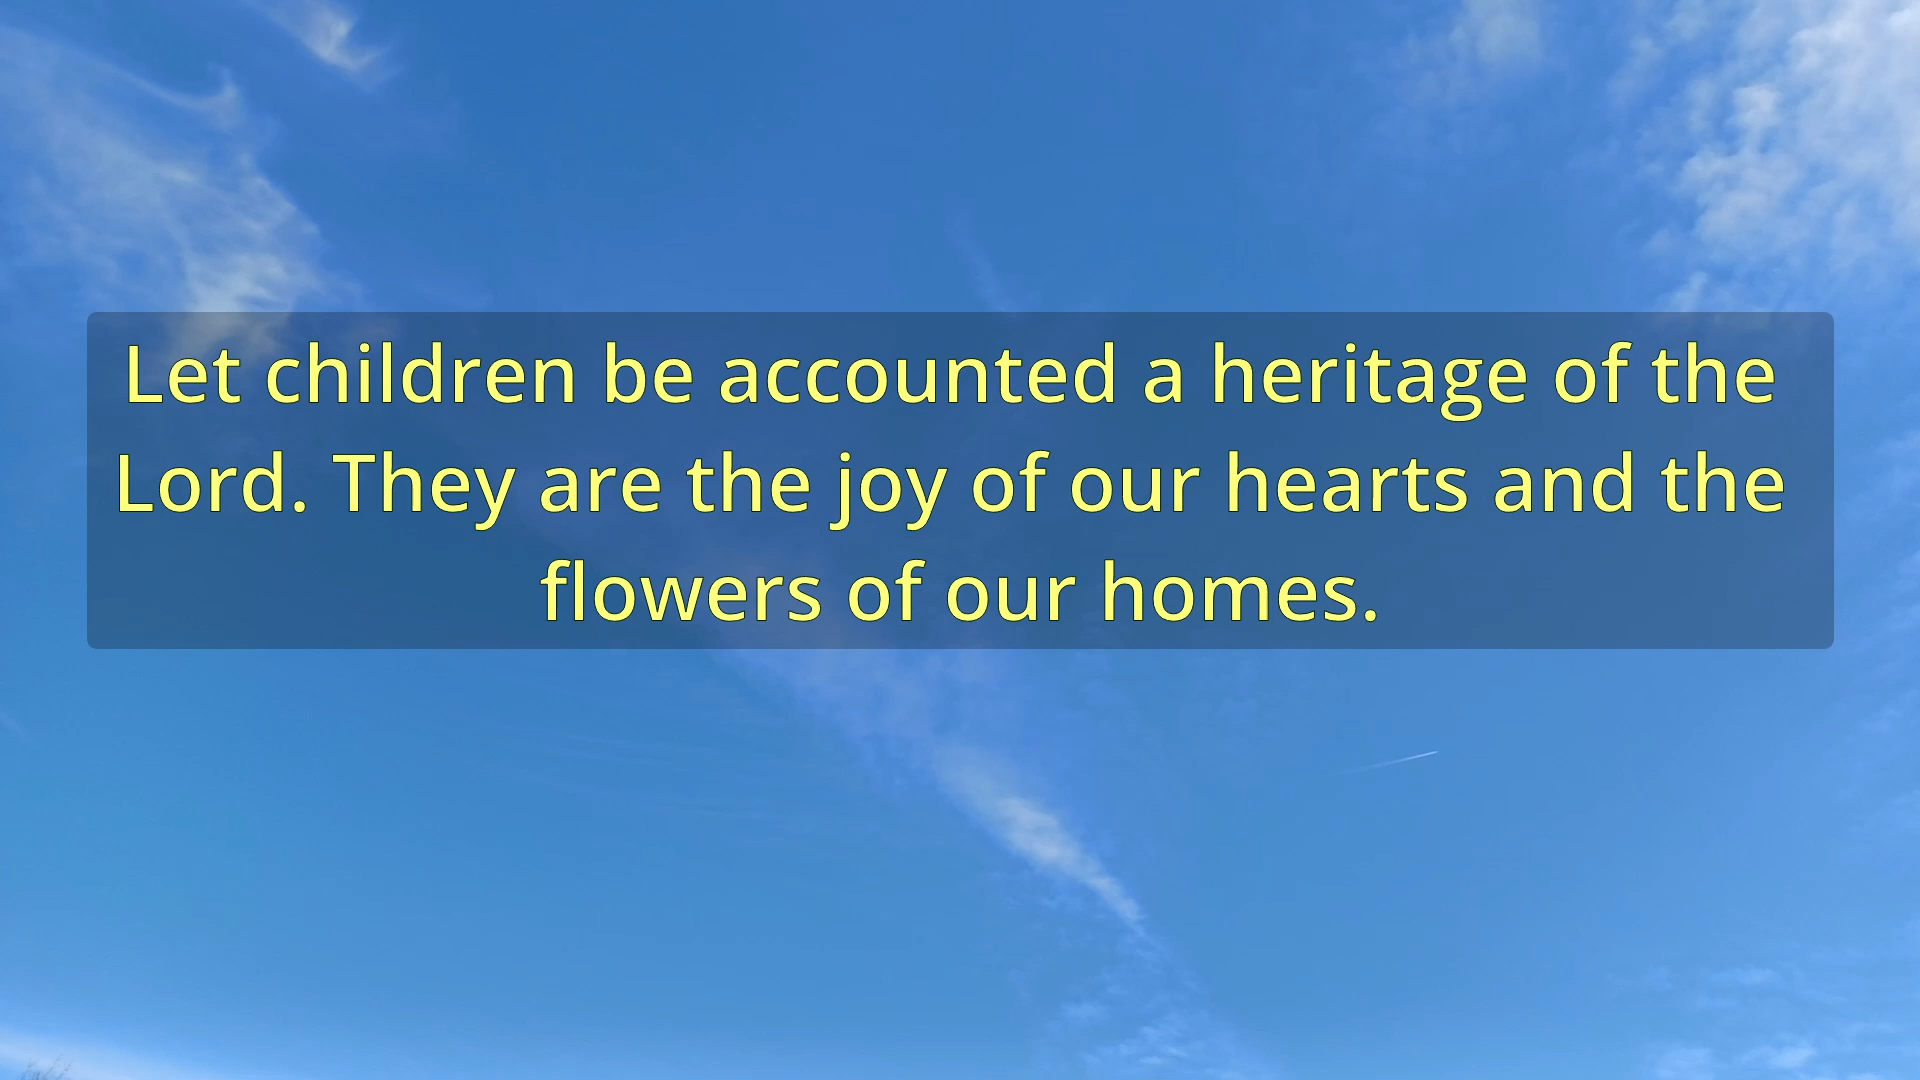 Let children be accounted a heritage of the
Lord. They are the joy of our hearts and the
flowers of our homes.